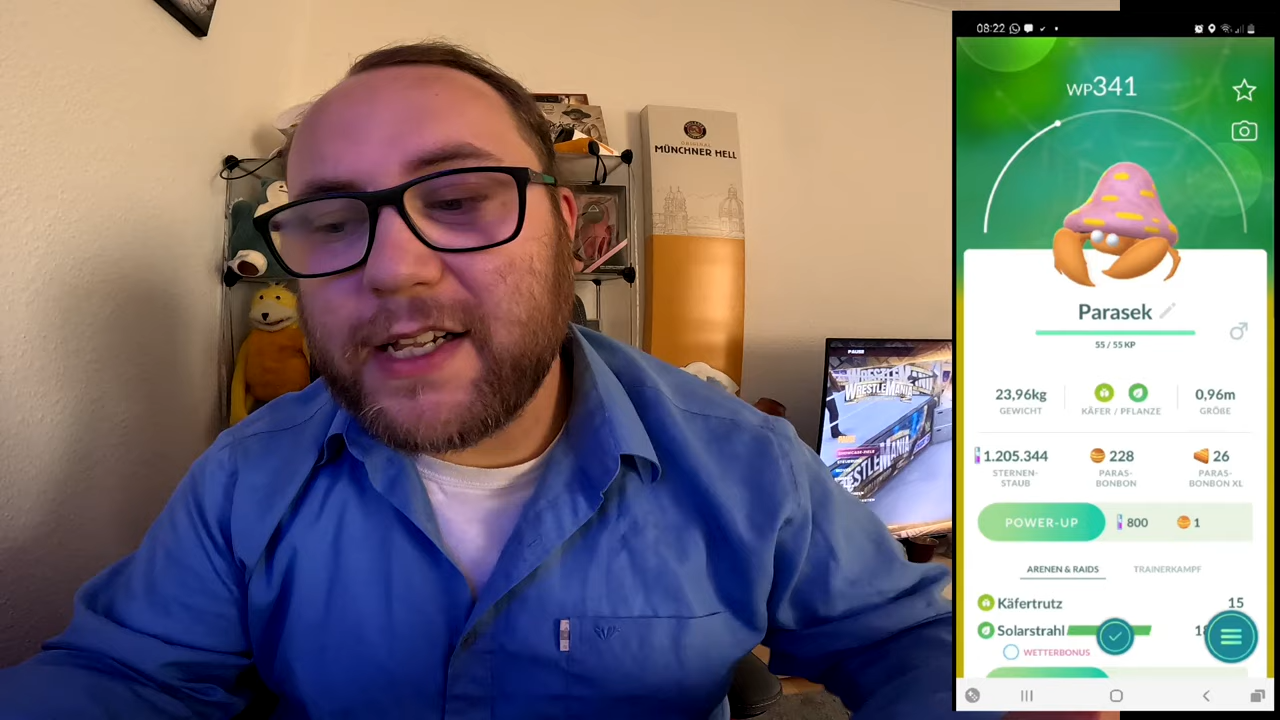 ORIGINAL
MÜNCHNER HELL
PAUSE
WRESTLEMANIA
08:22
WP341
Parasek
55 / 55 KP
23,96kg
GEWICHT
KÄFER / PFLANZE
0,96m
GRÖßE
1.205.344
STERNEN-
STAUB
228
PARAS-
BONBON
26
PARAS-
BONBON XL
POWER-UP
800
1
ARENEN & RAIDS
TRAINERKAMPF
Käfertrutz
15
Solarstrahl
WETTERBONUS